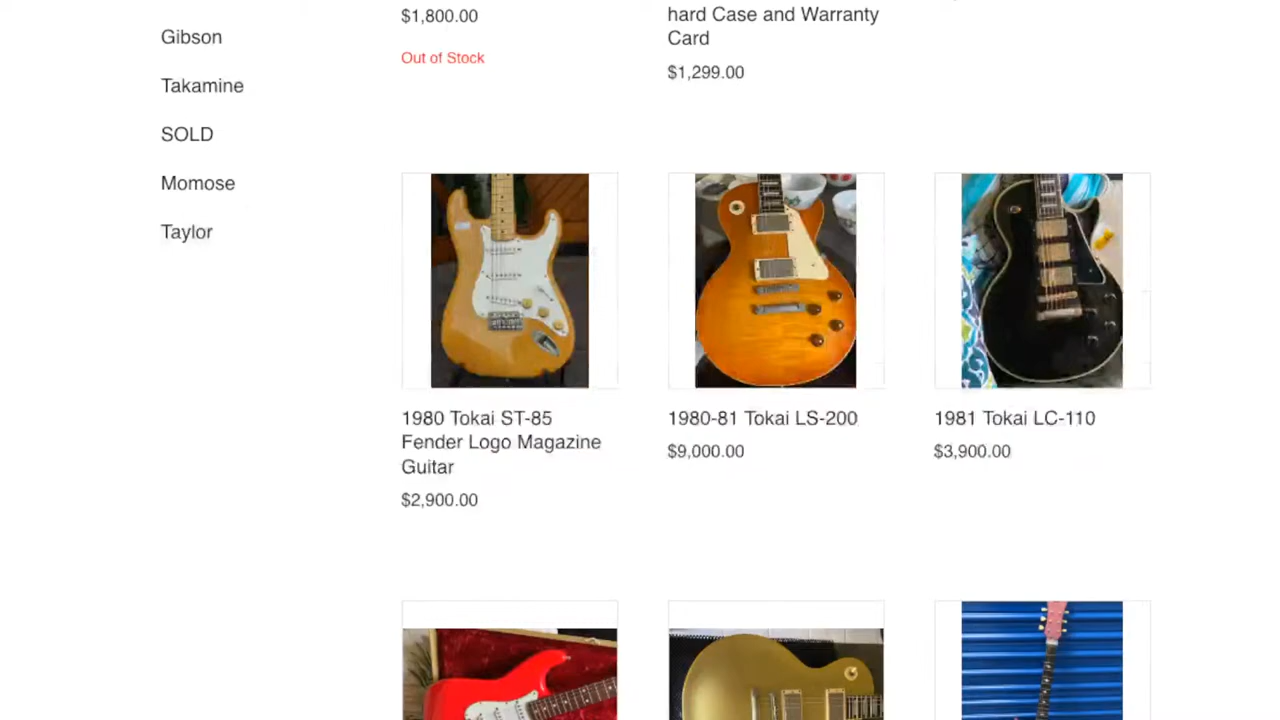 Gibson
Takamine
SOLD
Momose
Taylor
$1,800.00
Out of Stock
hard Case and Warranty
Card
$1,299.00
1980 Tokai ST-85
Fender Logo Magazine
Guitar
$2,900.00
1980-81 Tokai LS-200
$9,000.00
1981 Tokai LC-110
$3,900.00